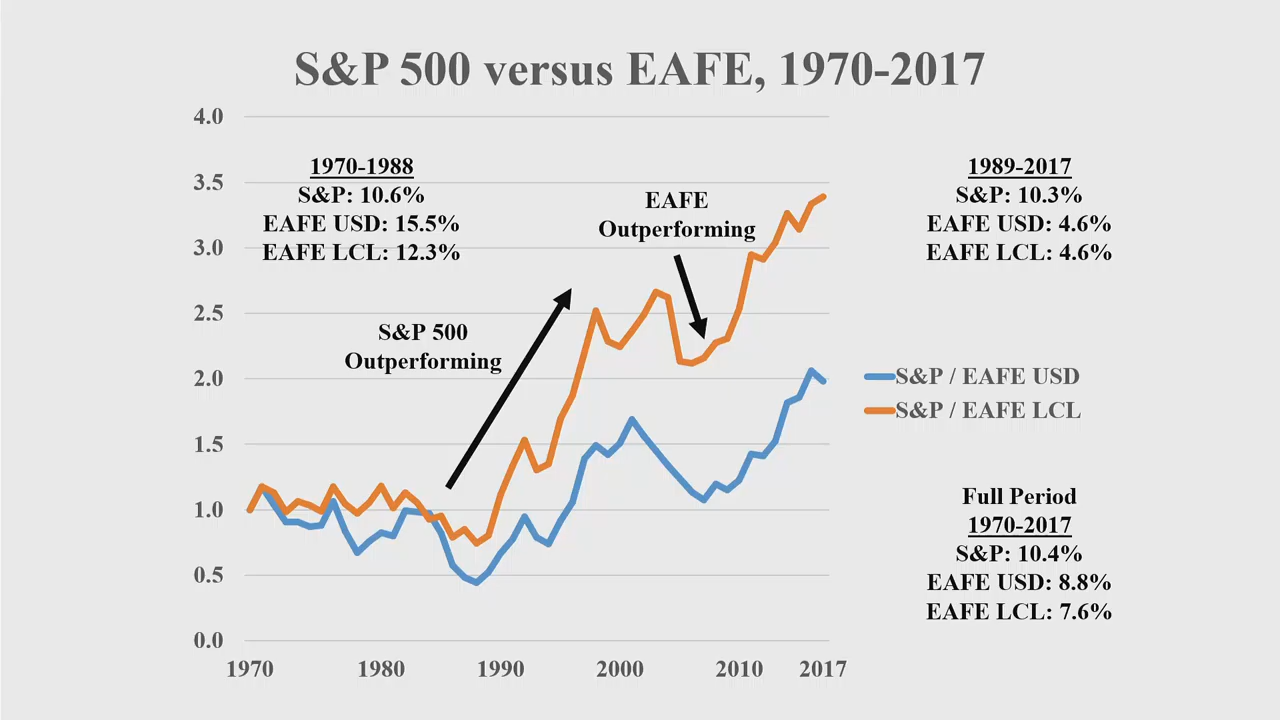 S&P 500 versus EAFE, 1970-2017
4.0
3.5
3.0
2.5
2.0
1.5
1.0
0.5
0.0
1970
1980
1990
2000
2010
2017
1970-1988
S&P: 10.6%
EAFE USD: 15.5%
EAFE LCL: 12.3%
S&P 500
Outperforming
EAFE
Outperforming
1989-2017
S&P: 10.3%
EAFE USD: 4.6%
EAFE LCL: 4.6%
S&P / EAFE USD
S&P / EAFE LCL
Full Period
1970-2017
S&P: 10.4%
EAFE USD: 8.8%
EAFE LCL: 7.6%